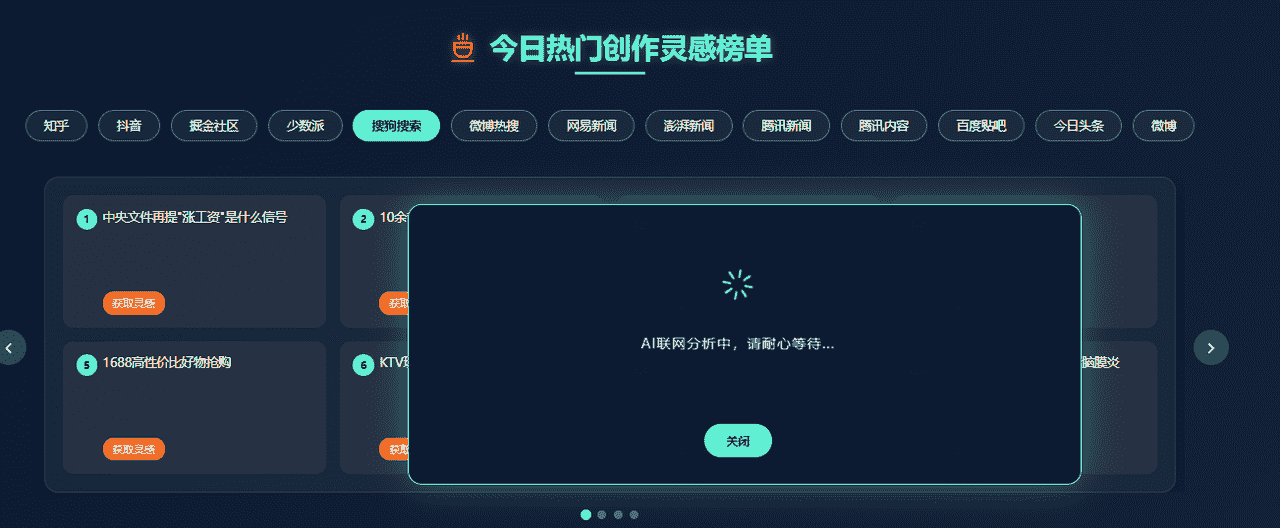 今日热门创作灵感榜单
知乎
抖音
掘金社区
少数派
搜狗搜索
微博热搜
网易新闻
澎湃新闻
腾讯新闻
腾讯内容
百度贴吧
今日头条
微博
1 中央文件再提"涨工资"是什么信号
获取灵感
2 10余
获取
AI联网分析中，请耐心等待...
关闭
5 1688高性价比好物抢购
获取灵感
6 KTV
获取
脑膜炎